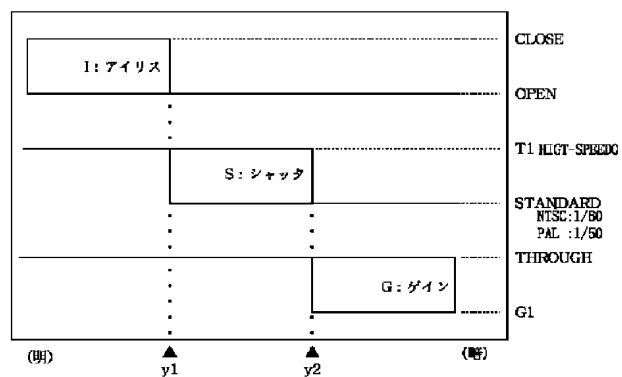 CLOSE
I:アイリス
OPEN
T1 HIGT-SPEEDO
S:シャッタ
STANDARD
NTSC:1/60
PAL :1/50
THROUGH
G:ゲイン
G1
(明)
(暗)
y1
y2